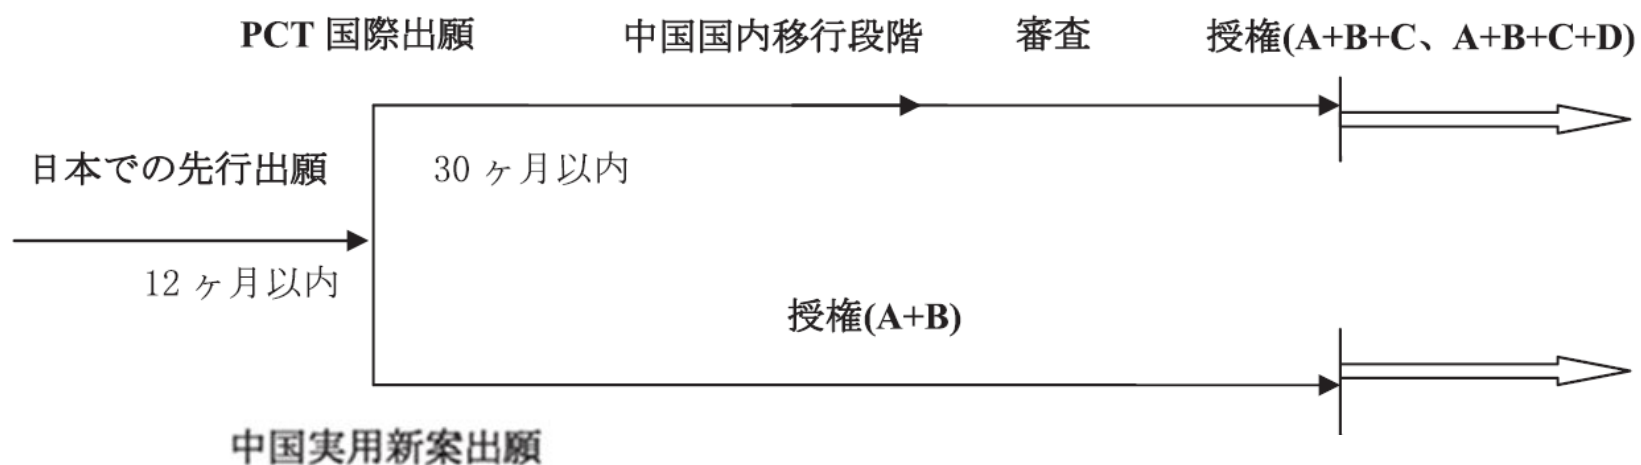 PCT 国際出願 中国国内移行段階 審査 授権(A+B+C、A+B+C+D)
日本での先行出願 30 ヶ月以内
12 ヶ月以内
授権(A+B)
中国実用新案出願